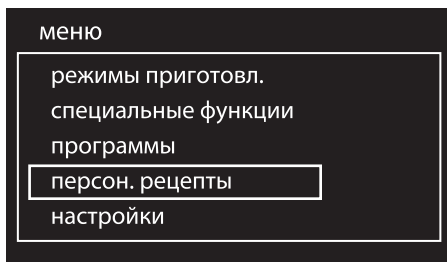 меню
режимы приготовл.
специальные функции
программы
персон. рецепты
настройки